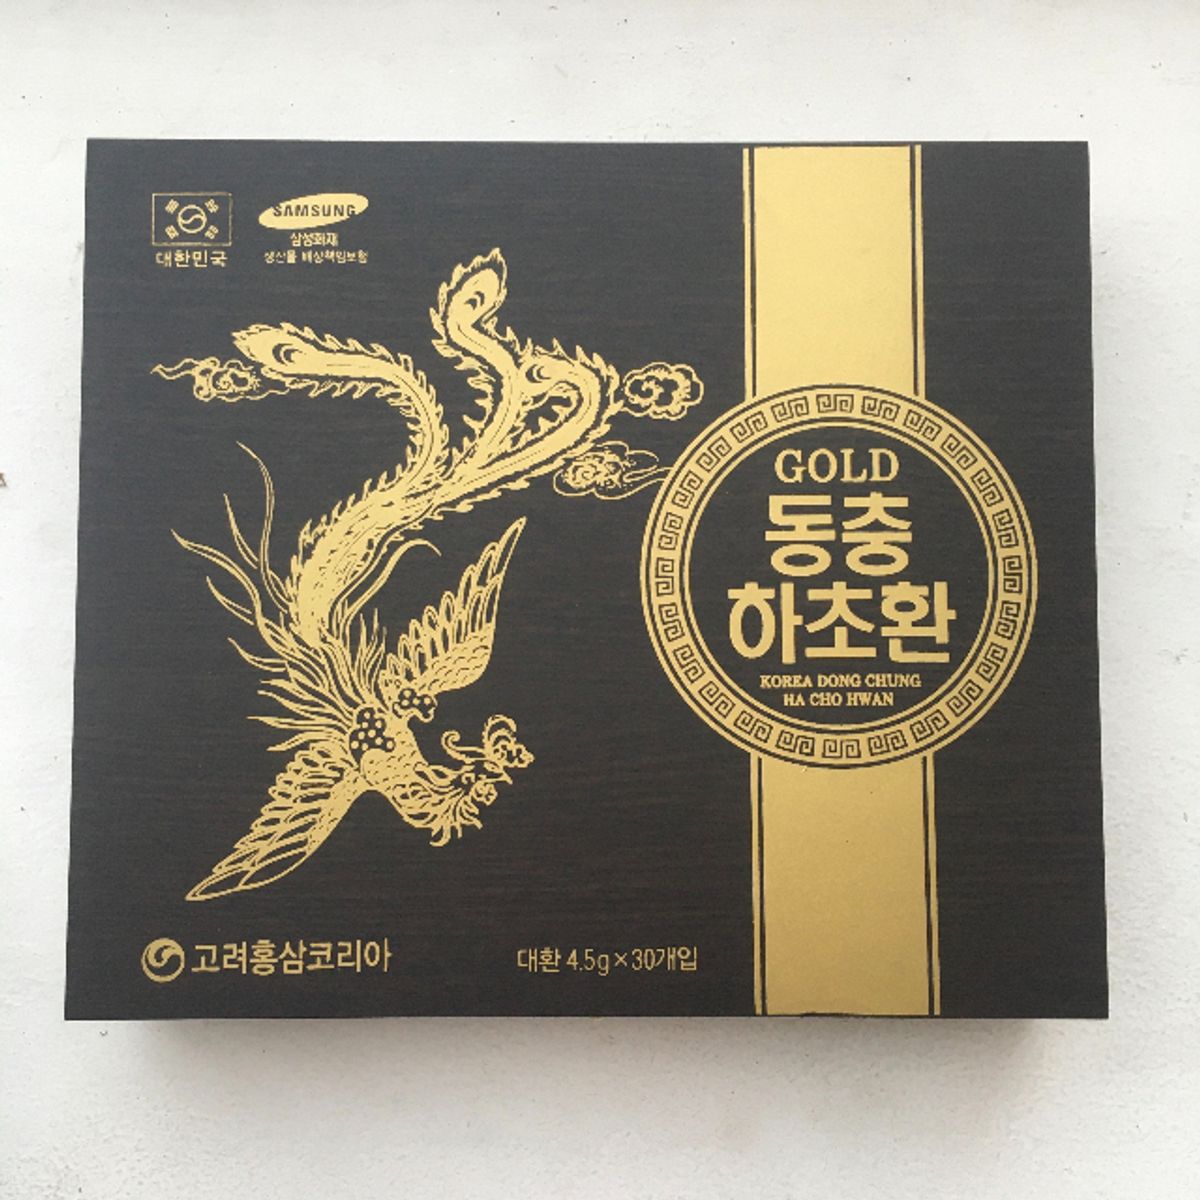 SAMSUNG
대한민국
삼성화재
생산물 배상책임보험
GOLD
동충
하초환
KOREA DONG CHUNG
HA CHO HWAN
고려홍삼코리아
대환 4.5g×30개입